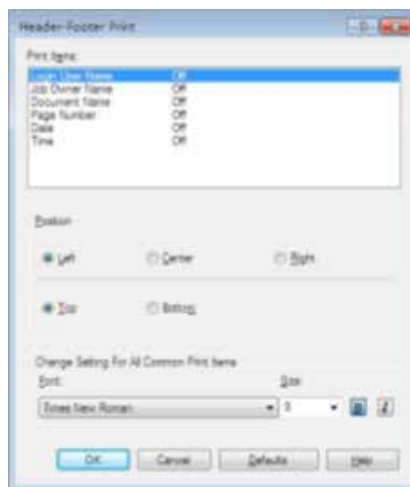 Header-Footer Print
Print Items:
Login User Name Off
Job Owner Name Off
Document Name Off
Page Number Off
Date Off
Time Off
Position
Left Center Right
Top Bottom
Change Setting For All Common Print Items
Font: Size:
Times New Roman B I
OK Cancel Defaults Help